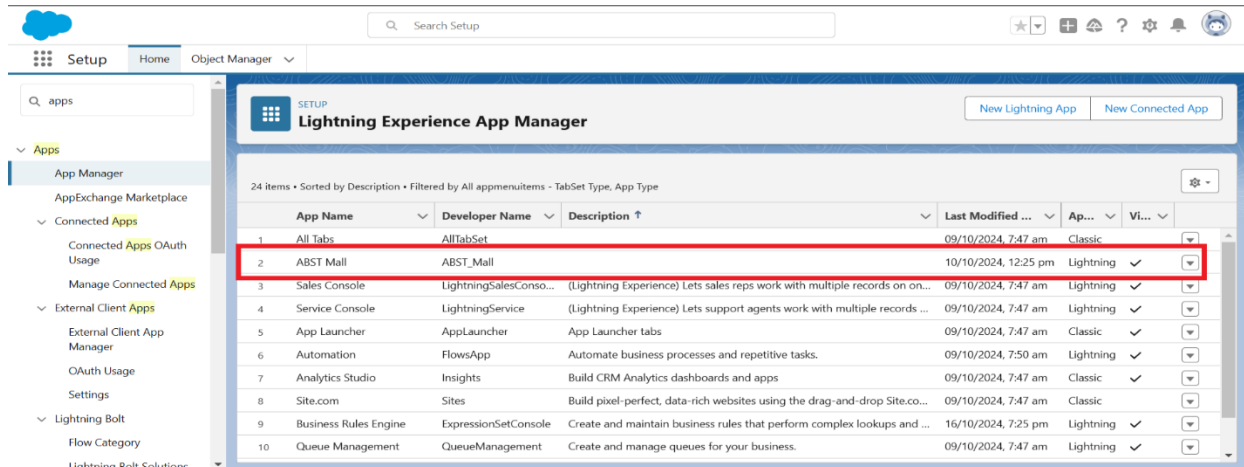 Search Setup
Setup Home Object Manager
apps
Apps
App Manager
AppExchange Marketplace
Connected Apps
Connected Apps OAuth
Usage
Manage Connected Apps
External Client Apps
External Client App
Manager
OAuth Usage
Settings
Lightning Bolt
Flow Category
Lightning Bolt Solutions
SETUP
Lightning Experience App Manager
New Lightning App New Connected App
24 items • Sorted by Description • Filtered by All appmenuitems - TabSet Type, App Type
App Name Developer Name Description ↑ Last Modified ... Ap... Vi...
1 All Tabs AllTabSet 09/10/2024, 7:47 am Classic
2 ABST Mall ABST_Mall 10/10/2024, 12:25 pm Lightning ✓
3 Sales Console LightningSalesConso... (Lightning Experience) Lets sales reps work with multiple records on on... 09/10/2024, 7:47 am Lightning ✓
4 Service Console LightningService (Lightning Experience) Lets support agents work with multiple records ... 09/10/2024, 7:47 am Lightning ✓
5 App Launcher AppLauncher App Launcher tabs 09/10/2024, 7:47 am Classic ✓
6 Automation FlowsApp Automate business processes and repetitive tasks. 09/10/2024, 7:50 am Lightning ✓
7 Analytics Studio Insights Build CRM Analytics dashboards and apps 09/10/2024, 7:47 am Classic ✓
8 Site.com Sites Build pixel-perfect, data-rich websites using the drag-and-drop Site.co... 09/10/2024, 7:47 am Classic
9 Business Rules Engine ExpressionSetConsole Create and maintain business rules that perform complex lookups and ... 16/10/2024, 7:25 pm Lightning ✓
10 Queue Management QueueManagement Create and manage queues for your business. 09/10/2024, 7:47 am Lightning ✓